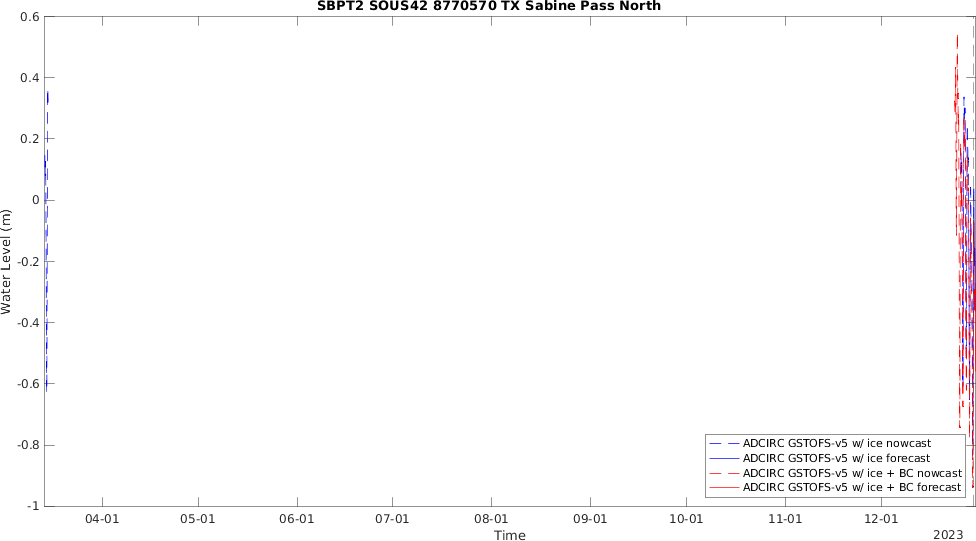 SBPT2 SOUS42 8770570 TX Sabine Pass North
0.6
0.4
0.2
0
-0.2
-0.4
-0.6
-0.8
-1
Water Level (m)
04-01 05-01 06-01 07-01 08-01 09-01 10-01 11-01 12-01
Time
2023
ADCIRC GSTOFS-v5 w/ ice nowcast
ADCIRC GSTOFS-v5 w/ ice forecast
ADCIRC GSTOFS-v5 w/ ice + BC nowcast
ADCIRC GSTOFS-v5 w/ ice + BC forecast